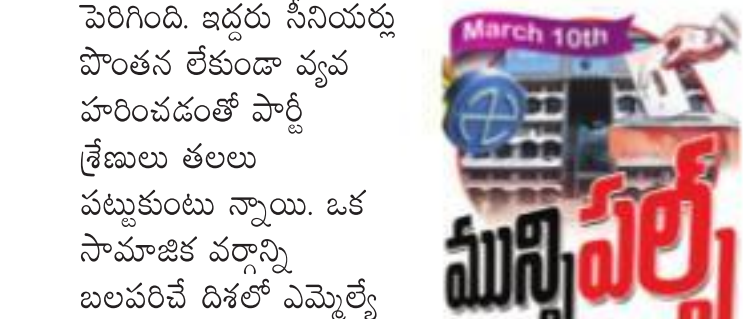 పెరిగింది. ఇద్దరు సీనియర్లు
పొంతన లేకుండా వ్యవ
హరించడంతో పార్టీ
శ్రేణులు తలలు
పట్టుకుంటు న్నాయి. ఒక
సామాజిక వర్గాన్ని
బలపరిచే దిశలో ఎమ్మెల్యే
March 10th
మున్సిపల్స్